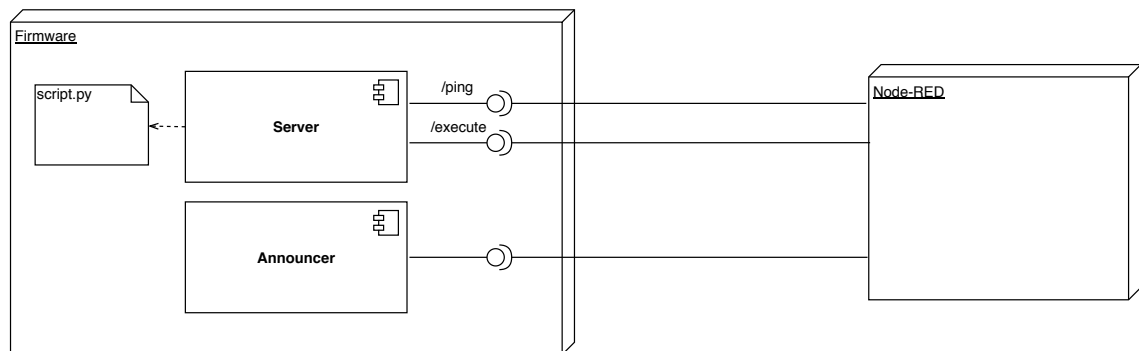 Firmware
script.py
Server
/ping
/execute
Node-RED
Announcer